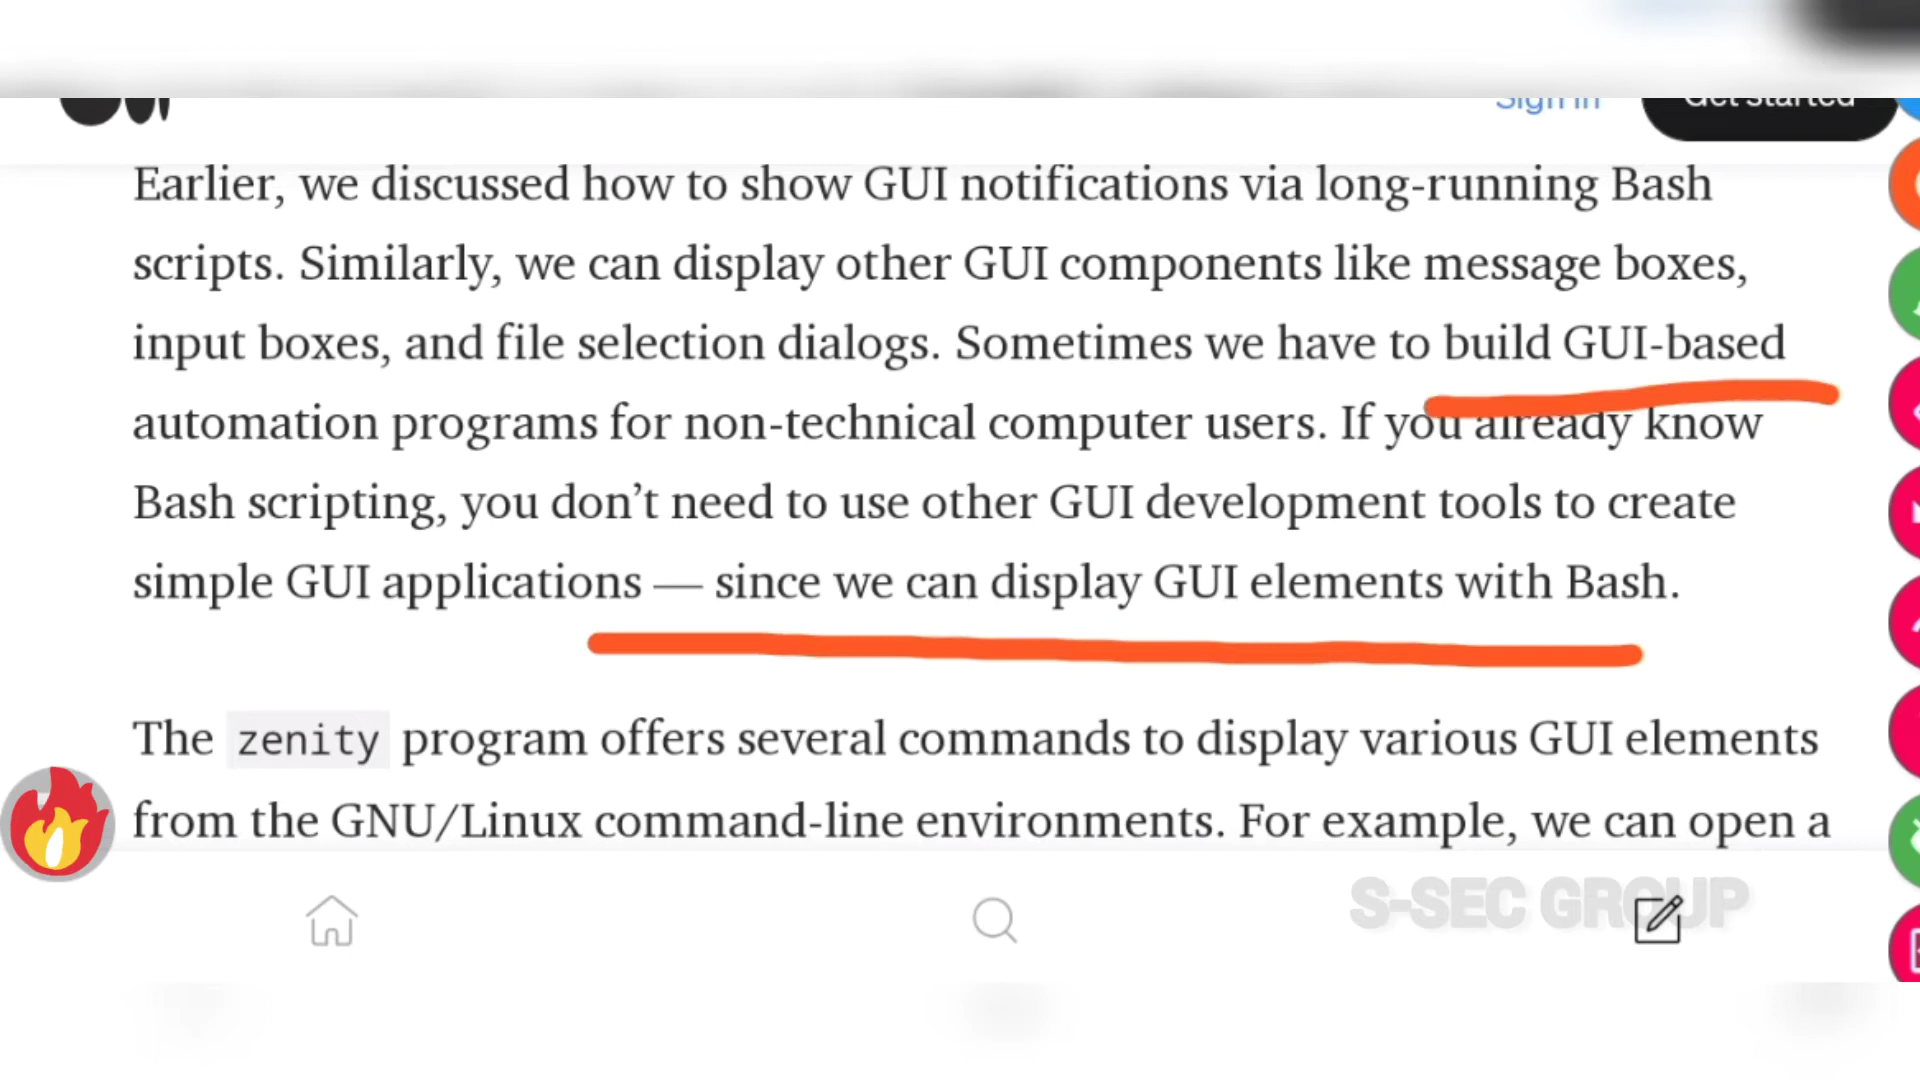 Sign in
Get started
Earlier, we discussed how to show GUI notifications via long-running Bash
scripts. Similarly, we can display other GUI components like message boxes,
input boxes, and file selection dialogs. Sometimes we have to build GUI-based
automation programs for non-technical computer users. If you already know
Bash scripting, you don’t need to use other GUI development tools to create
simple GUI applications — since we can display GUI elements with Bash.
The zenity program offers several commands to display various GUI elements
from the GNU/Linux command-line environments. For example, we can open a
S-SEC GROUP